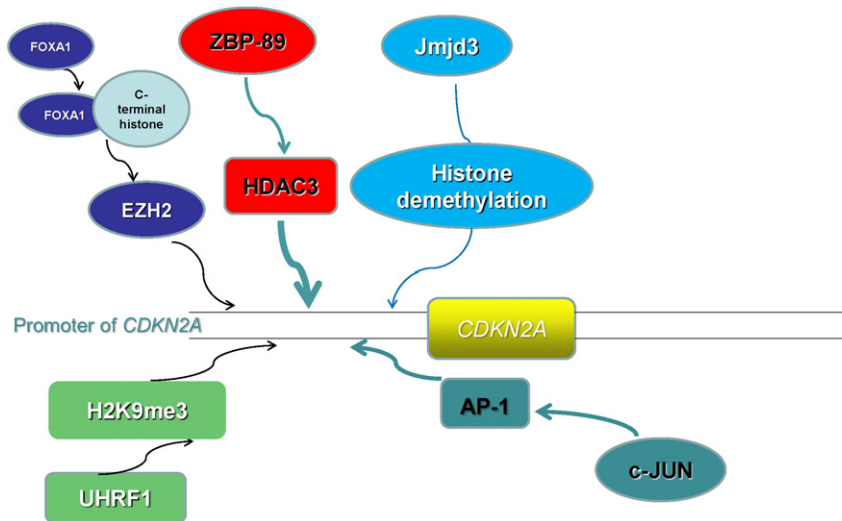 FOXA1
ZBP-89
Jmjd3
FOXA1
C-
terminal
histone
HDAC3
Histone
demethylation
EZH2
Promoter of CDKN2A
CDKN2A
H2K9me3
AP-1
c-JUN
UHRF1